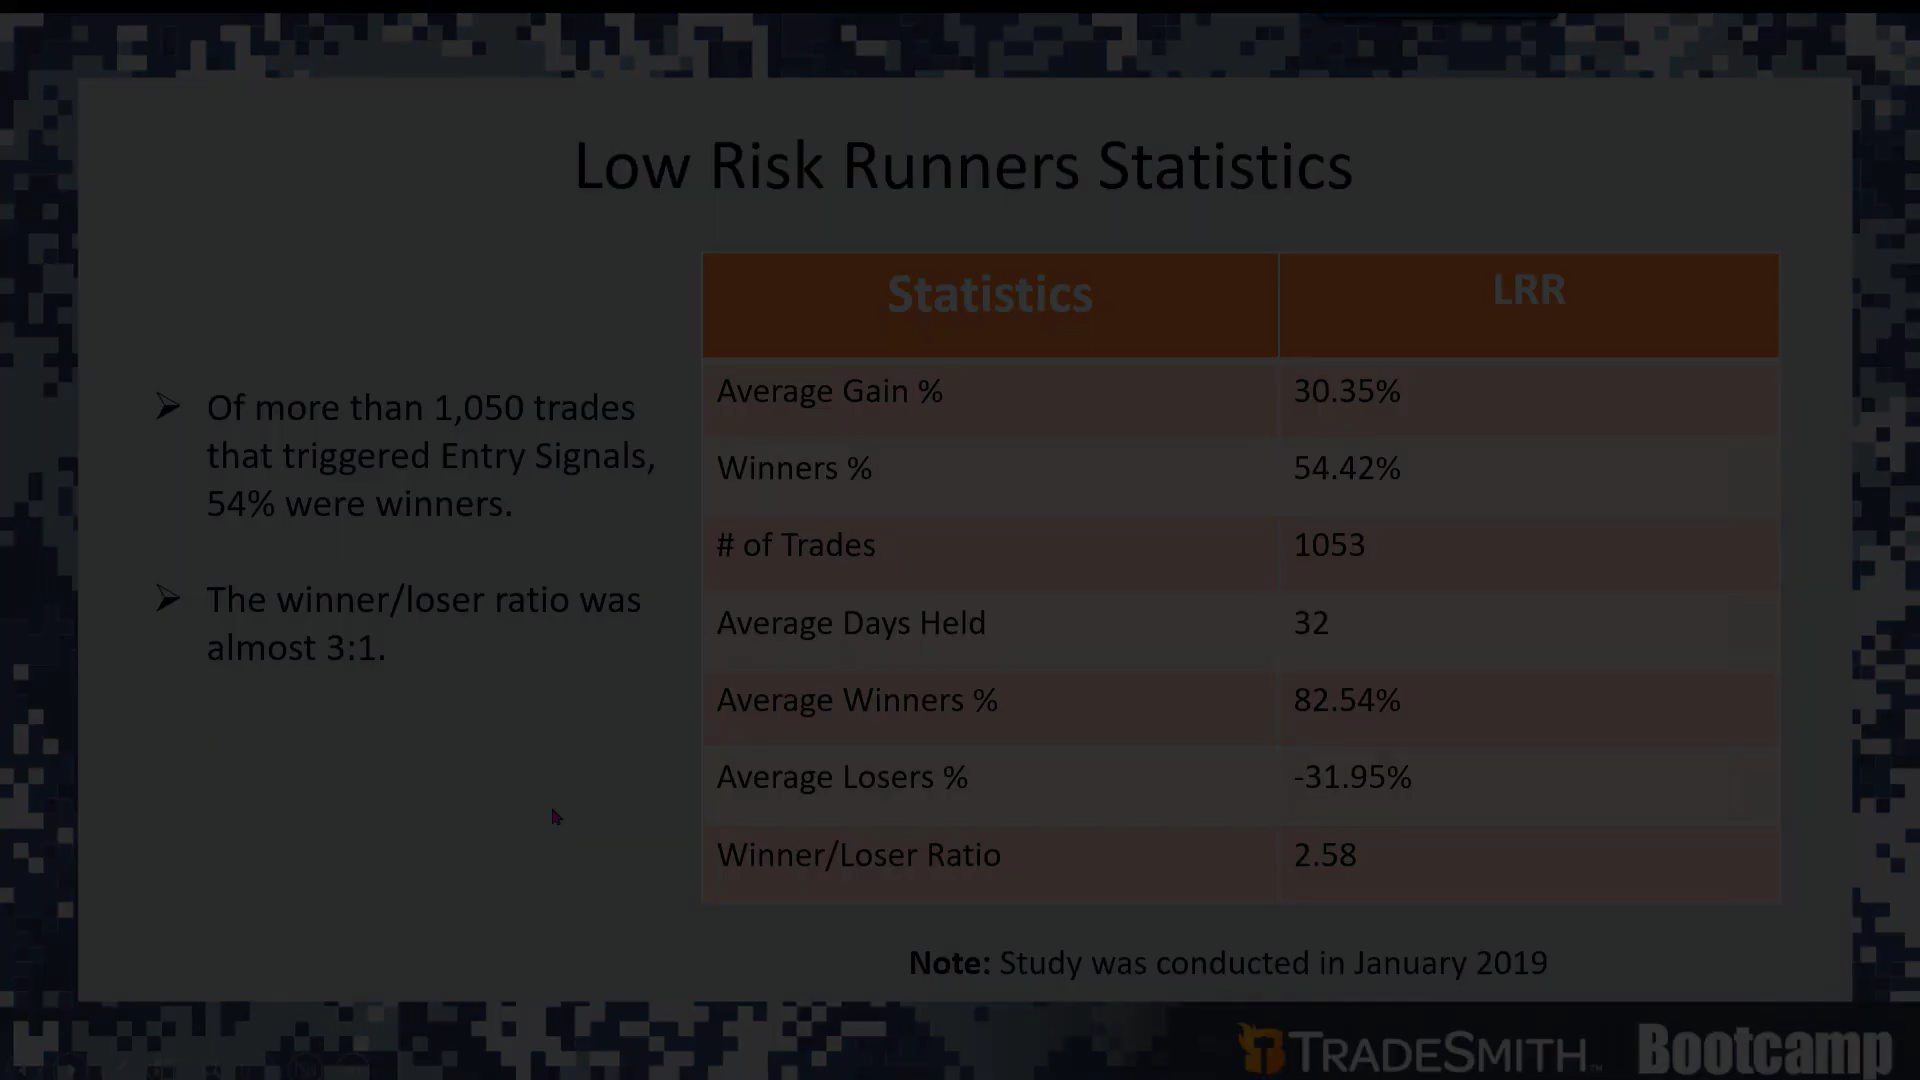 Low Risk Runners Statistics
➢ Of more than 1,050 trades
that triggered Entry Signals,
54% were winners.
➢ The winner/loser ratio was
almost 3:1.
Statistics LRR
Average Gain % 30.35%
Winners % 54.42%
# of Trades 1053
Average Days Held 32
Average Winners % 82.54%
Average Losers % -31.95%
Winner/Loser Ratio 2.58
Note: Study was conducted in January 2019
TRADESMITH™ Bootcamp